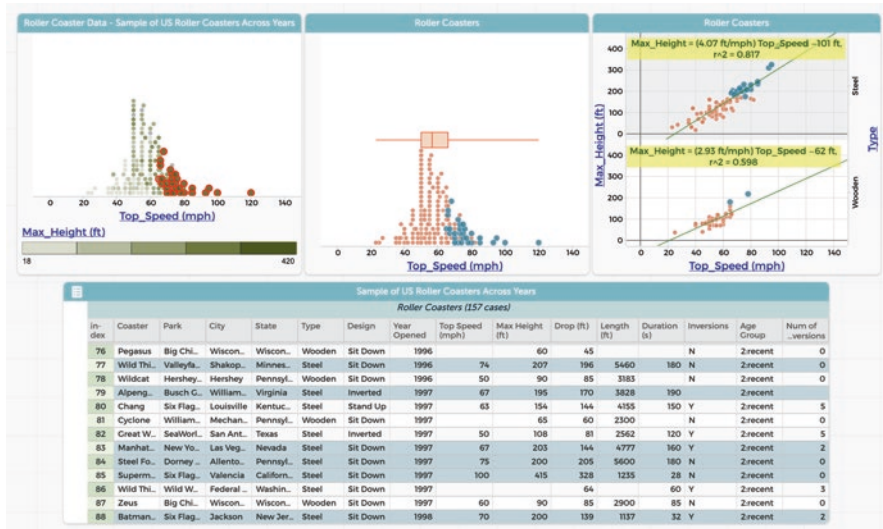 Roller Coaster Data - Sample of US Roller Coasters Across Years
0 20 40 60 80 100 120 140
Top_Speed (mph)
Max_Height (ft)
18 420
Roller Coasters
0 20 40 60 80 100 120 140
Top_Speed (mph)
Roller Coasters
Max_Height = (4.07 ft/mph) Top_Speed -101 ft,
r^2 = 0.817
400
300
200
100
0
Steel
Max_Height = (2.93 ft/mph) Top_Speed -62 ft,
r^2 = 0.598
400
300
200
100
0
Wooden
Max_Height (ft)
Type
0 20 40 60 80 100 140
Top_Speed (mph)
Sample of US Roller Coasters Across Years
Roller Coasters (157 cases)
in-dex Coaster Park City State Type Design Year Opened Top Speed (mph) Max Height (ft) Drop (ft) Length (ft) Duration (s) Inversions Age Group Num of ...versions
76 Pegasus Big Chi... Wiscon... Wiscon... Wooden Sit Down 1996 60 45 N 2:recent 0
77 Wild Thi... Valleyfa... Shakop... Minnes... Steel Sit Down 1996 74 207 196 5460 180 N 2:recent 0
78 Wildcat Hershey... Hershey Pennsyl... Wooden Sit Down 1996 50 90 85 3183 N 2:recent 0
79 Alpeng... Busch G... William... Virginia Steel Inverted 1997 67 195 170 3828 190 2:recent
80 Chang Six Flag... Louisville Kentuc... Steel Stand Up 1997 63 154 144 4155 150 Y 2:recent 5
81 Cyclone William... Mechan... Pennsyl... Wooden Sit Down 1997 65 60 2300 N 2:recent 0
82 Great W... SeaWorl... San Ant... Texas Steel Inverted 1997 50 108 81 2562 120 Y 2:recent 5
83 Manhat... New Yo... Las Veg... Nevada Steel Sit Down 1997 67 203 144 4777 160 Y 2:recent 2
84 Steel Fo... Dorney ... Allento... Pennsyl... Steel Sit Down 1997 75 200 205 5600 180 N 2:recent 0
85 Superm... Six Flag... Valencia Californ... Steel Sit Down 1997 100 415 328 1235 28 N 2:recent 0
86 Wild Thi... Wild W... Federal ... Washin... Steel Sit Down 1997 64 60 Y 2:recent 3
87 Zeus Big Chi... Wiscon... Wiscon... Wooden Sit Down 1997 60 90 85 2900 85 N 2:recent 0
88 Batman... Six Flag... Jackson New Jer... Steel Sit Down 1998 70 200 139 1137 32 Y 2:recent 2